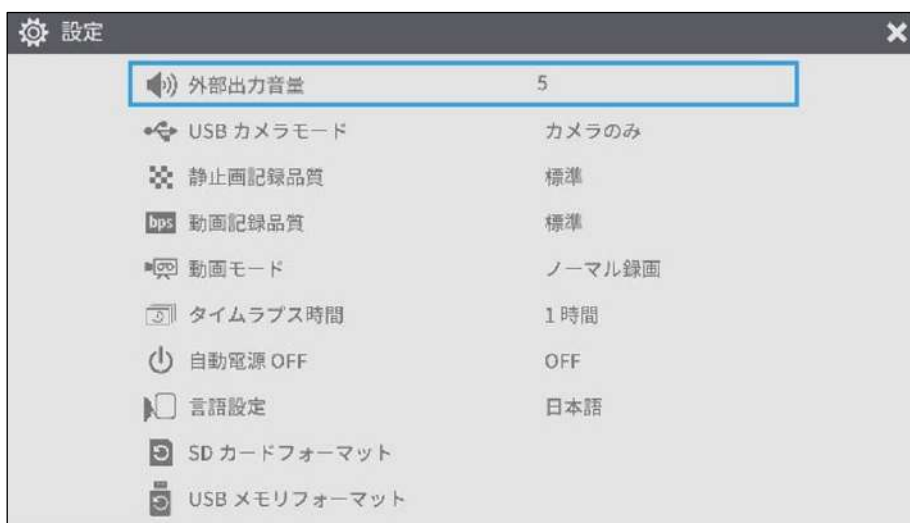 設定
外部出力音量 5
USB カメラモード カメラのみ
静止画記録品質 標準
bps 動画記録品質 標準
動画モード ノーマル録画
タイムラプス時間 1 時間
自動電源 OFF OFF
言語設定 日本語
SD カードフォーマット
USB メモリフォーマット